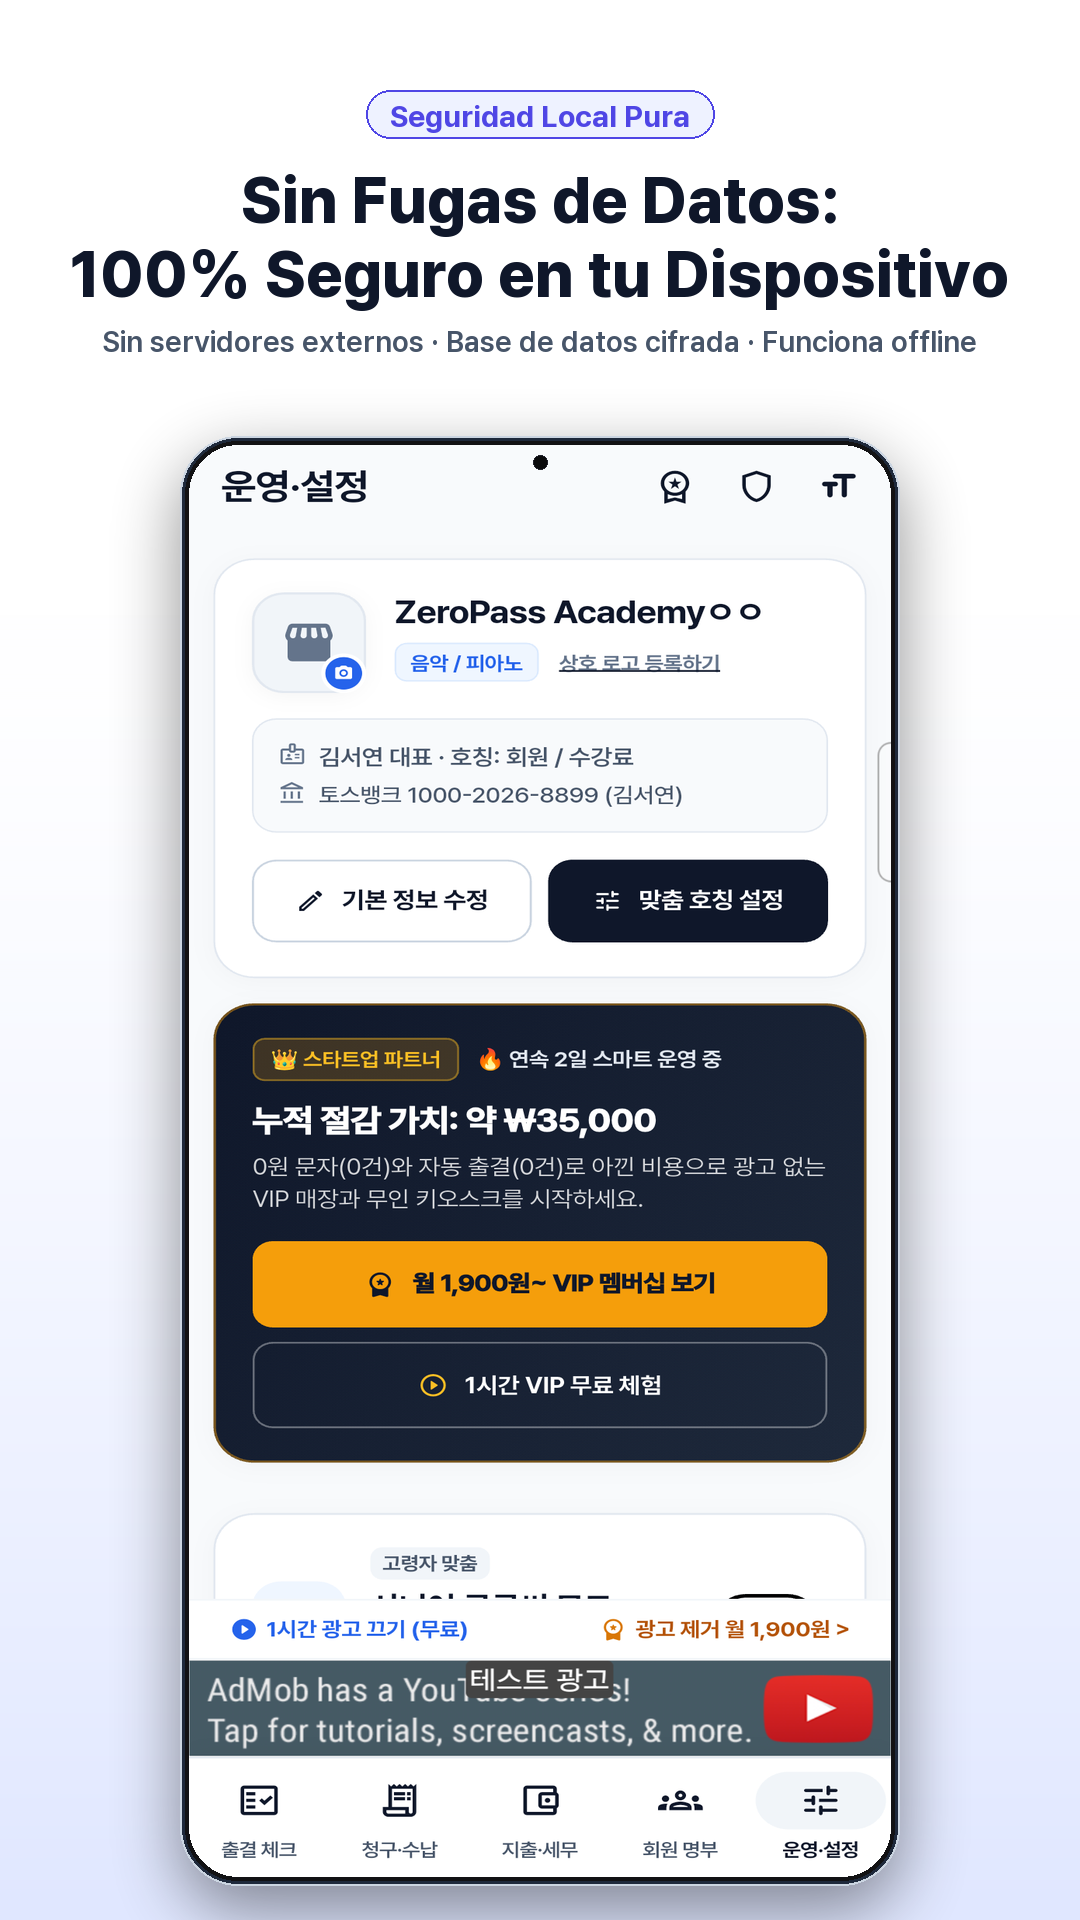 Seguridad Local Pura
Sin Fugas de Datos:
100% Seguro en tu Dispositivo
Sin servidores externos · Base de datos cifrada · Funciona offline
운영·설정
ZeroPass Academyㅇㅇ
음악 / 피아노
상호 로고 등록하기
김서연 대표 · 호칭: 회원 / 수강료
토스뱅크 1000-2026-8899 (김서연)
기본 정보 수정
맞춤 호칭 설정
👑 스타트업 파트너
🔥 연속 2일 스마트 운영 중
누적 절감 가치: 약 ₩35,000
0원 문자(0건)와 자동 출결(0건)로 아낀 비용으로 광고 없는
VIP 매장과 무인 키오스크를 시작하세요.
월 1,900원~ VIP 멤버십 보기
1시간 VIP 무료 체험
고령자 맞춤
1시간 광고 끄기 (무료)
광고 제거 월 1,900원 >
테스트 광고
AdMob has a YouTube series!
Tap for tutorials, screencasts, & more.
출결 체크
청구·수납
지출·세무
회원 명부
운영·설정